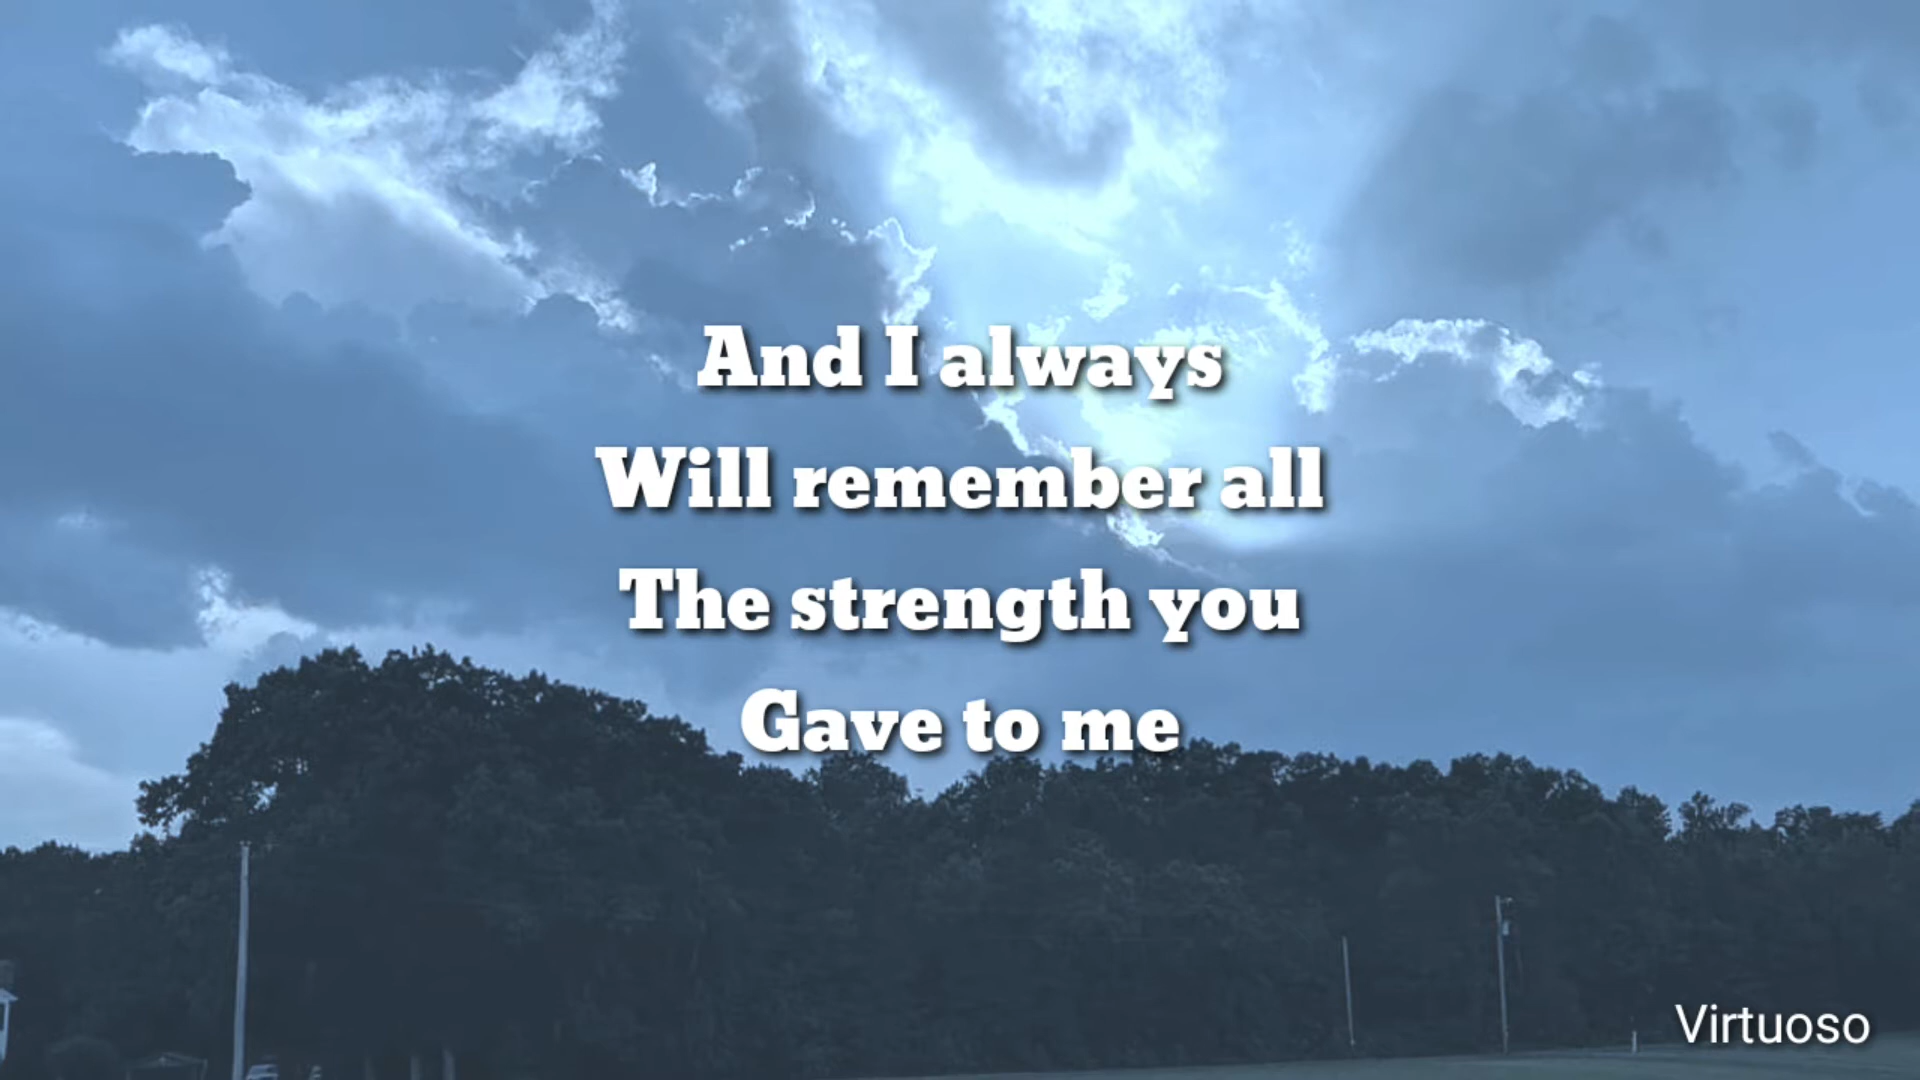 And I always
Will remember all
The strength you
Gave to me
Virtuoso